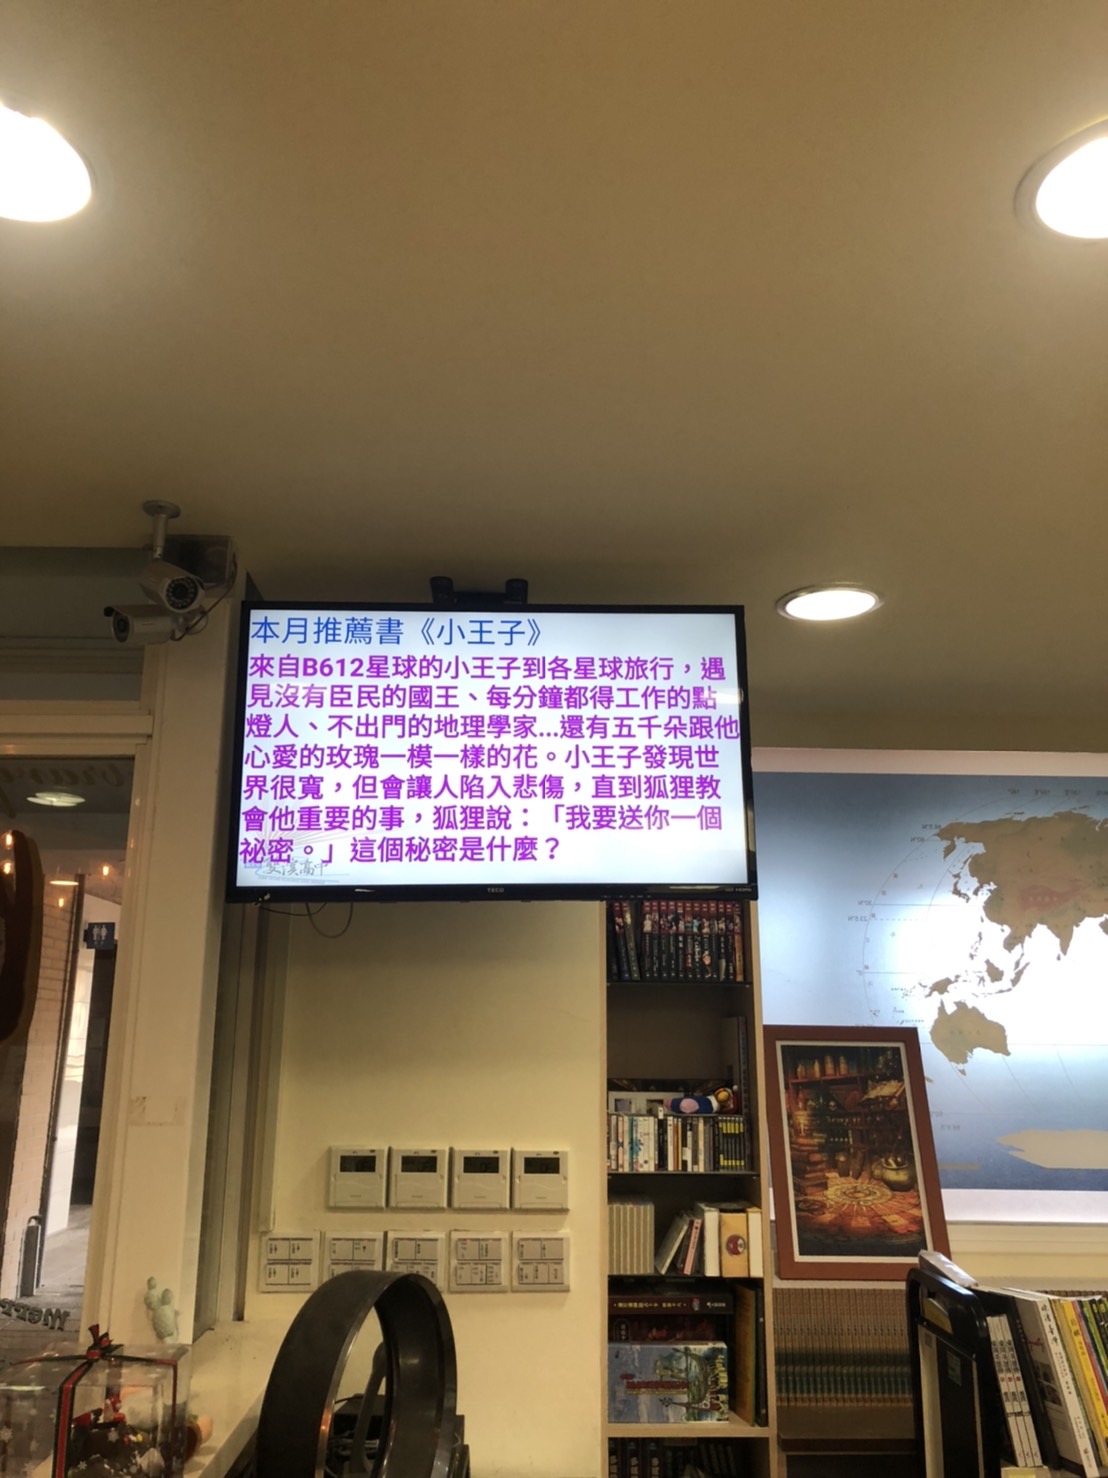 本月推薦書《小王子》
來自B612星球的小王子到各星球旅行，遇
見沒有臣民的國王、每分鐘都得工作的點
燈人、不出門的地理學家...還有五千朵跟他
心愛的玫瑰一模一樣的花。小王子發現世
界很寬，但會讓人陷入悲傷，直到狐狸教
會他重要的事，狐狸說：「我要送你一個
祕密。」這個秘密是什麼？
TECO